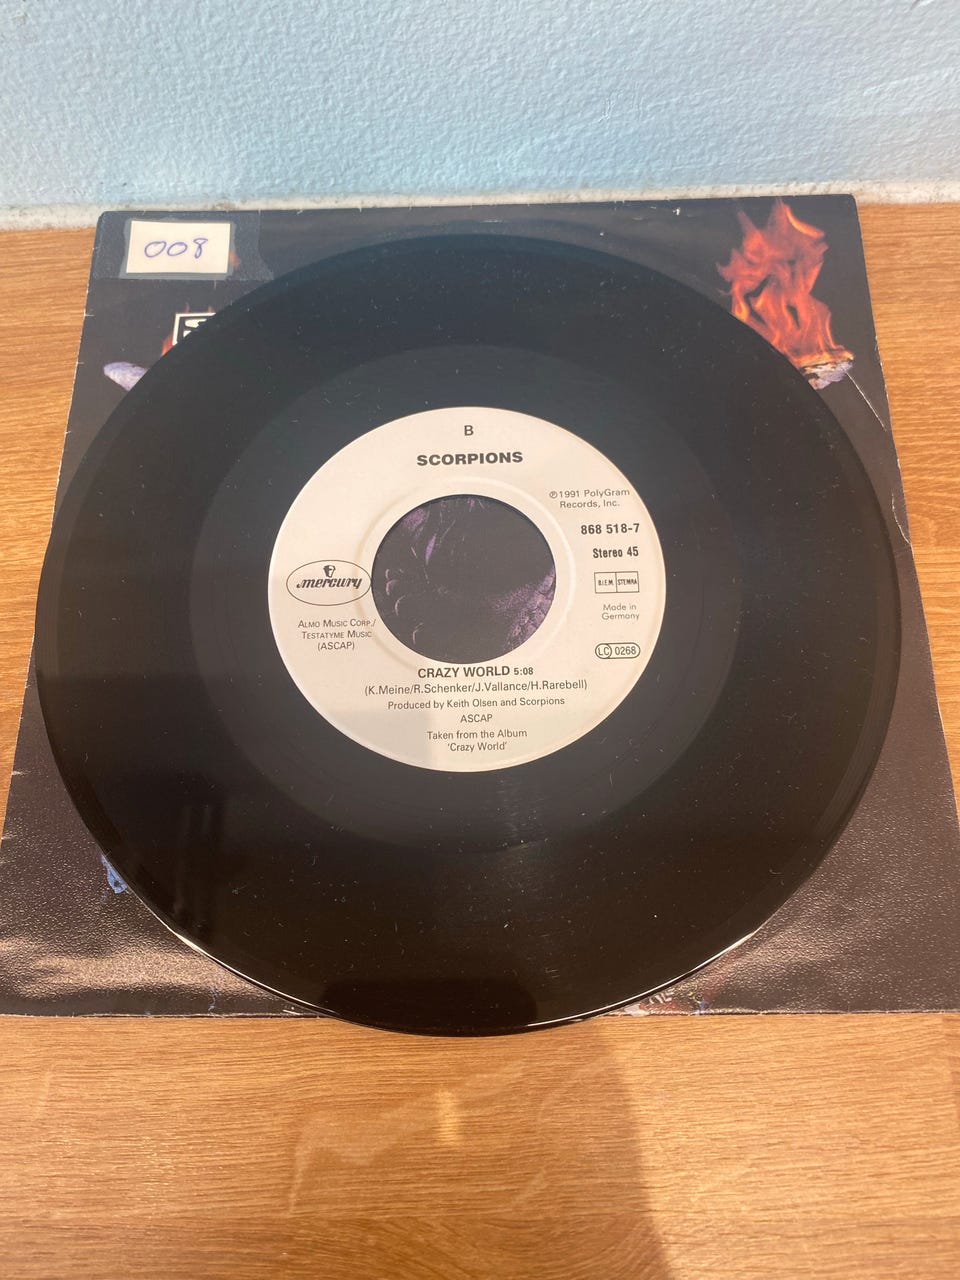 008
B
SCORPIONS
℗1991 PolyGram
Records, Inc.
868 518-7
Stereo 45
B.I.E.M. STEMRA
Made in
Germany
LC 0268
mercury
ALMO MUSIC CORP./
TESTATYME MUSIC
(ASCAP)
CRAZY WORLD 5:08
(K.Meine/R.Schenker/J.Vallance/H.Rarebell)
Produced by Keith Olsen and Scorpions
ASCAP
Taken from the Album
'Crazy World'